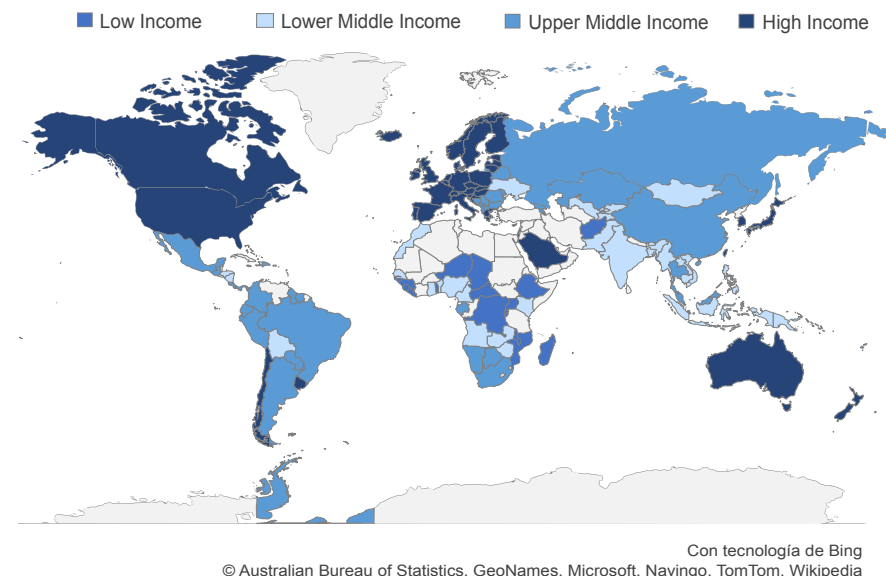 Low Income Lower Middle Income Upper Middle Income High Income
Con tecnología de Bing
© Australian Bureau of Statistics, GeoNames, Microsoft, Navinfo, TomTom, Wikipedia